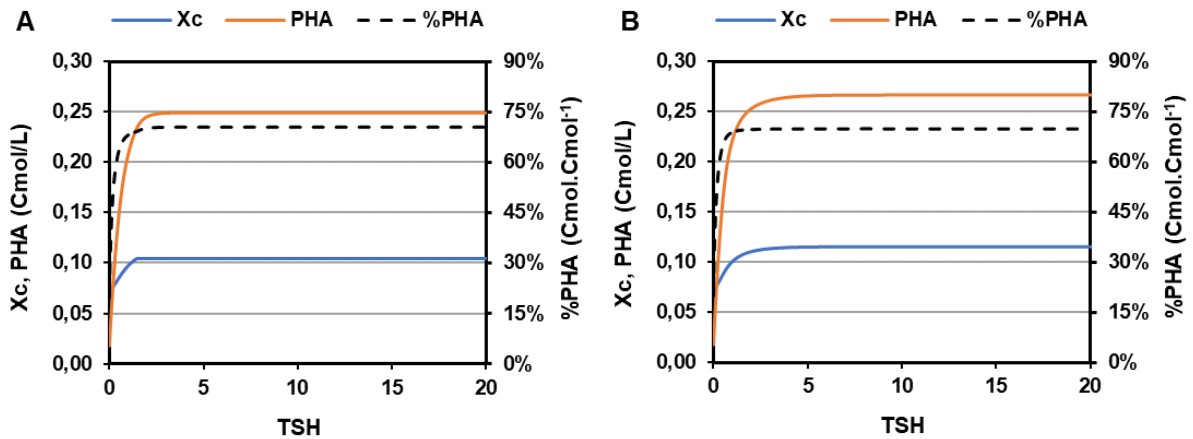 A
Xc PHA %PHA
0,30
0,25
0,20
0,15
0,10
0,05
0,00
Xc, PHA (Cmol/L)
90%
75%
60%
45%
30%
15%
0%
%PHA (Cmol.Cmol⁻¹)
0 5 10 15 20
TSH
B
Xc PHA %PHA
0,30
0,25
0,20
0,15
0,10
0,05
0,00
Xc, PHA (Cmol/L)
90%
75%
60%
45%
30%
15%
0%
%PHA (Cmol.Cmol⁻¹)
0 5 10 15 20
TSH